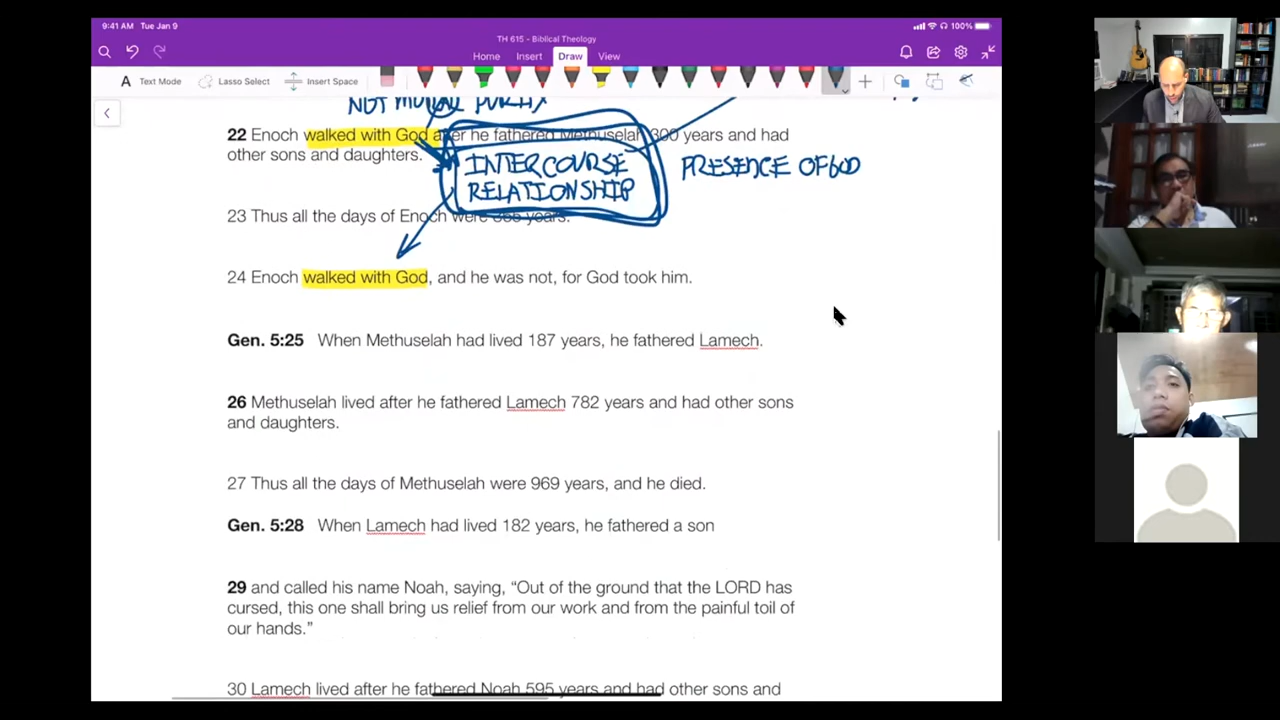 9:41 AM Tue Jan 9
100%
TH 615 - Biblical Theology
Home Insert Draw View
Text Mode Lasso Select Insert Space
NOT MUTUAL PURITY
22 Enoch walked with God after he fathered Methuselah 300 years and had
other sons and daughters.
INTERCOURSE
RELATIONSHIP
PRESENCE OF GOD
23 Thus all the days of Enoch were 365 years.
24 Enoch walked with God, and he was not, for God took him.
Gen. 5:25 When Methuselah had lived 187 years, he fathered Lamech.
26 Methuselah lived after he fathered Lamech 782 years and had other sons
and daughters.
27 Thus all the days of Methuselah were 969 years, and he died.
Gen. 5:28 When Lamech had lived 182 years, he fathered a son
29 and called his name Noah, saying, “Out of the ground that the LORD has
cursed, this one shall bring us relief from our work and from the painful toil of
our hands.”
30 Lamech lived after he fathered Noah 595 years and had other sons and